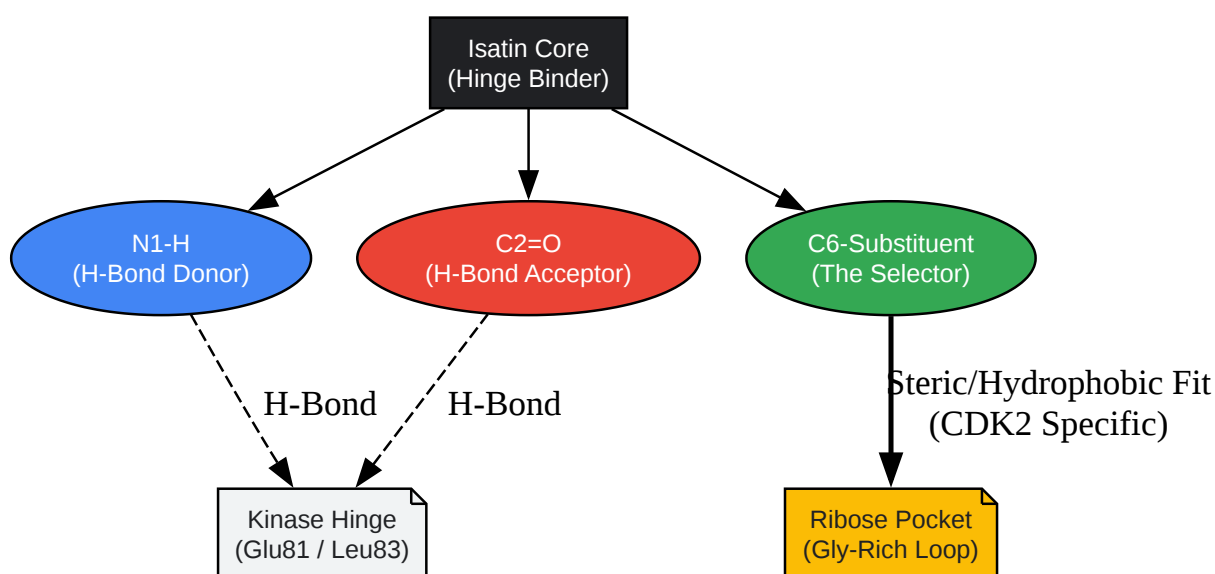 Isatin Core
(Hinge Binder)
N1-H
(H-Bond Donor)
C2=O
(H-Bond Acceptor)
C6-Substituent
(The Selector)
H-Bond
H-Bond
Steric/Hydrophobic Fit
(CDK2 Specific)
Kinase Hinge
(Glu81 / Leu83)
Ribose Pocket
(Gly-Rich Loop)